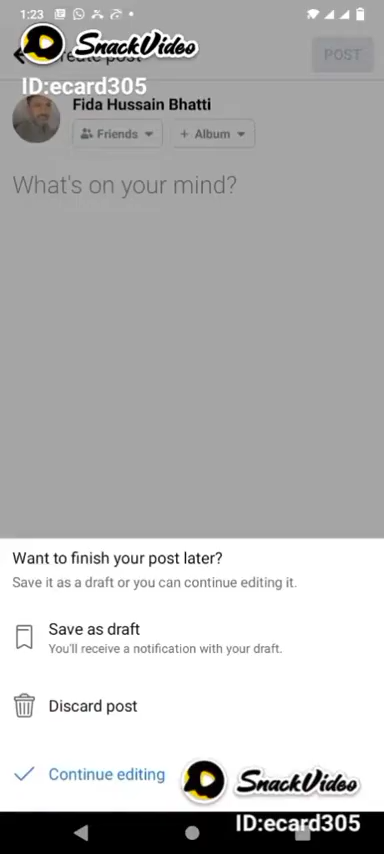 1:23
SnackVideo
ID:ecard305
POST
Fida Hussain Bhatti
Friends
+ Album
What's on your mind?
Want to finish your post later?
Save it as a draft or you can continue editing it.
Save as draft
You'll receive a notification with your draft.
Discard post
Continue editing
SnackVideo
ID:ecard305